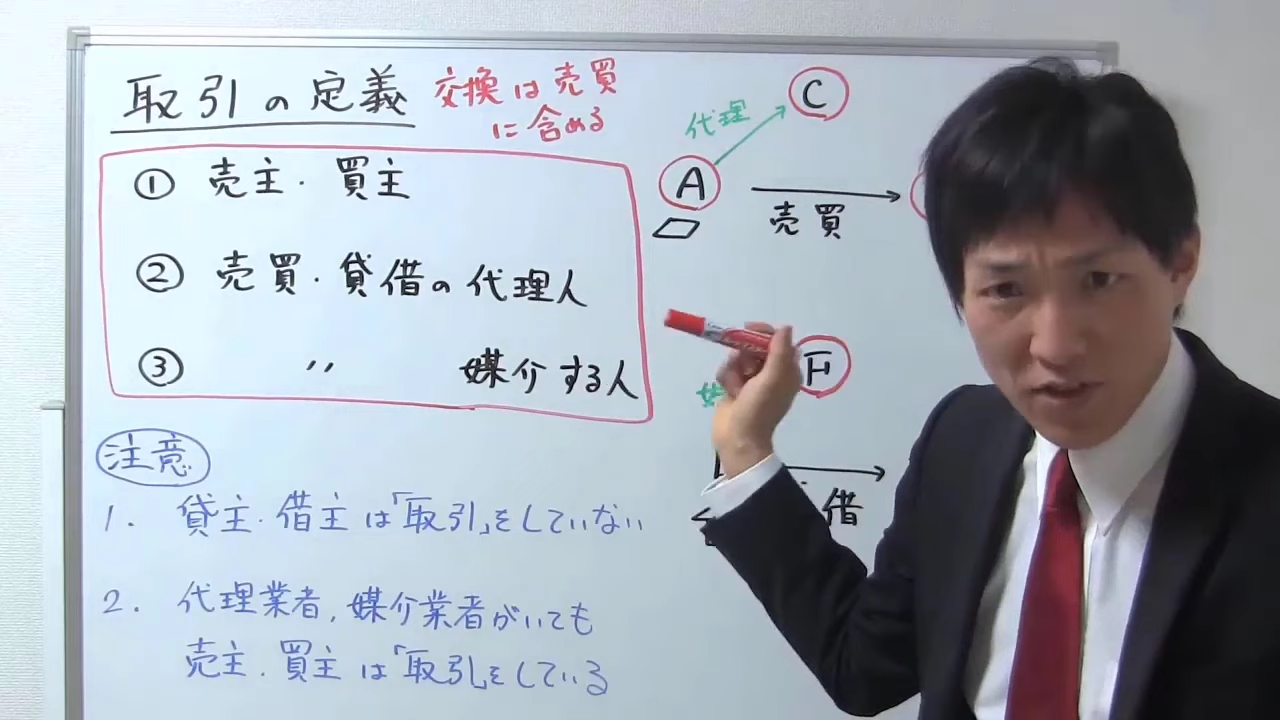 取引の定義
交換は売買
に含める
① 売主・買主
② 売買・貸借の代理人
③ 〃 媒介する人
注意
1. 貸主・借主は「取引」をしていない
2. 代理業者,媒介業者がいても
売主・買主は「取引」をしている
C
代理
A
売買
F
借